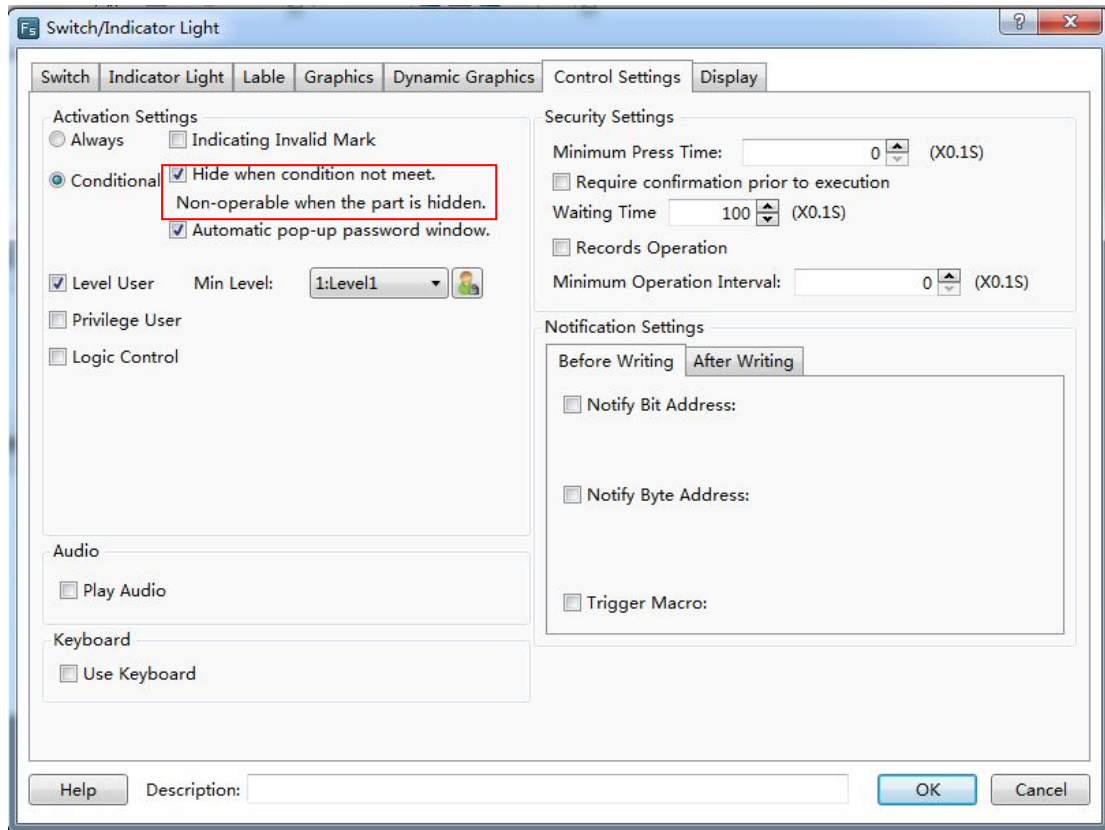 Fs Switch/Indicator Light
Switch Indicator Light Lable Graphics Dynamic Graphics Control Settings Display
Activation Settings
Always Indicating Invalid Mark
Conditional Hide when condition not meet.
Non-operable when the part is hidden.
Automatic pop-up password window.
Level User Min Level: 1:Level1
Privilege User
Logic Control
Audio
Play Audio
Keyboard
Use Keyboard
Security Settings
Minimum Press Time: 0 (X0.1S)
Require confirmation prior to execution
Waiting Time 100 (X0.1S)
Records Operation
Minimum Operation Interval: 0 (X0.1S)
Notification Settings
Before Writing After Writing
Notify Bit Address:
Notify Byte Address:
Trigger Macro:
Help Description: OK Cancel